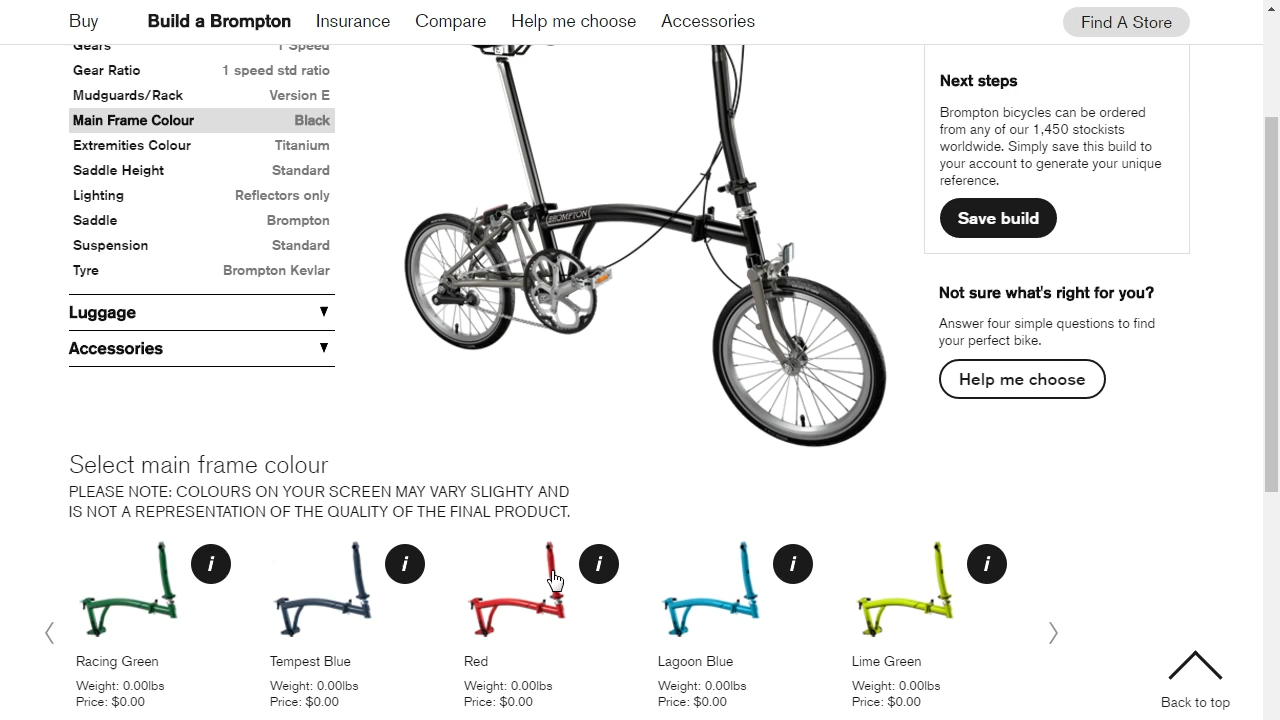 Buy
Build a Brompton
Insurance
Compare
Help me choose
Accessories
Find A Store
Gears 1 Speed
Gear Ratio 1 speed std ratio
Mudguards/Rack Version E
Main Frame Colour Black
Extremities Colour Titanium
Saddle Height Standard
Lighting Reflectors only
Saddle Brompton
Suspension Standard
Tyre Brompton Kevlar
Luggage ▼
Accessories ▼
BROMPTON
Next steps
Brompton bicycles can be ordered
from any of our 1,450 stockists
worldwide. Simply save this build to
your account to generate your unique
reference.
Save build
Not sure what's right for you?
Answer four simple questions to find
your perfect bike.
Help me choose
Select main frame colour
PLEASE NOTE: COLOURS ON YOUR SCREEN MAY VARY SLIGHTY AND
IS NOT A REPRESENTATION OF THE QUALITY OF THE FINAL PRODUCT.
i
i
i
i
i
Racing Green
Weight: 0.00lbs
Price: $0.00
Tempest Blue
Weight: 0.00lbs
Price: $0.00
Red
Weight: 0.00lbs
Price: $0.00
Lagoon Blue
Weight: 0.00lbs
Price: $0.00
Lime Green
Weight: 0.00lbs
Price: $0.00
Back to top